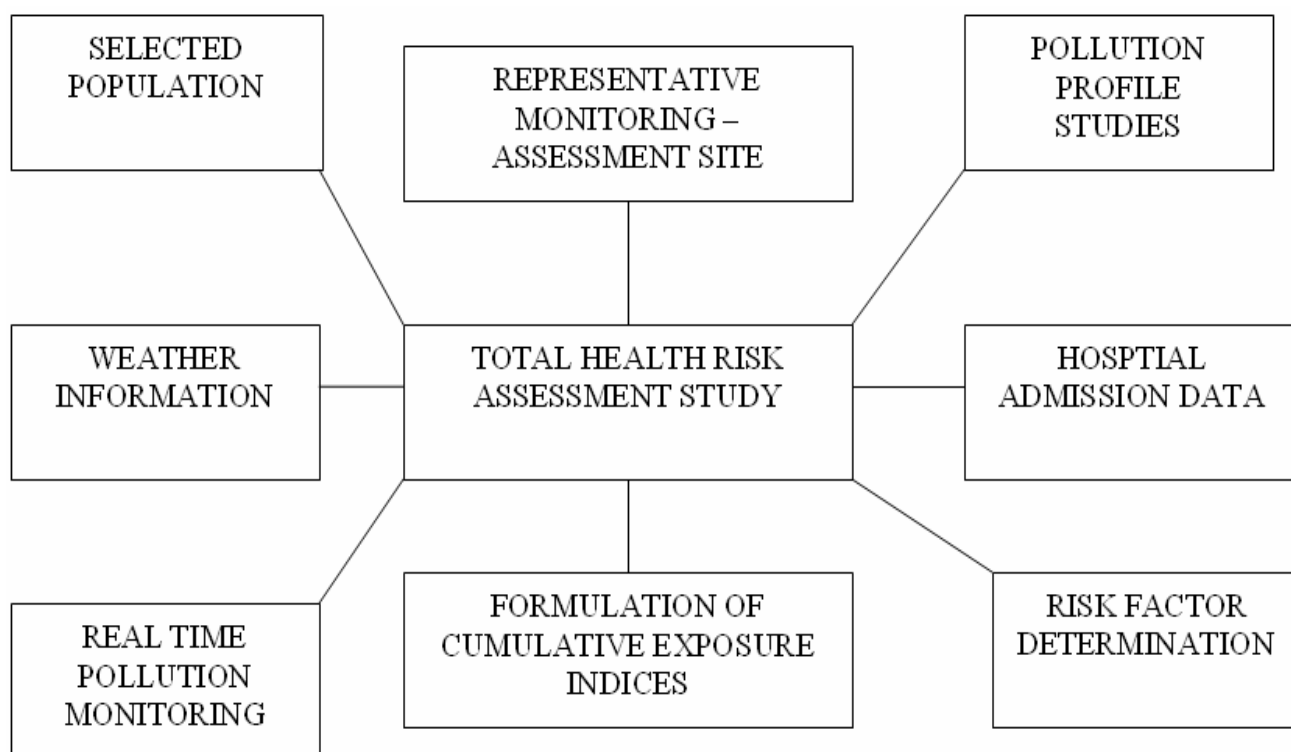 SELECTED
POPULATION
REPRESENTATIVE
MONITORING –
ASSESSMENT SITE
POLLUTION
PROFILE
STUDIES
WEATHER
INFORMATION
TOTAL HEALTH RISK
ASSESSMENT STUDY
HOSPTIAL
ADMISSION DATA
REAL TIME
POLLUTION
MONITORING
FORMULATION OF
CUMULATIVE EXPOSURE
INDICES
RISK FACTOR
DETERMINATION